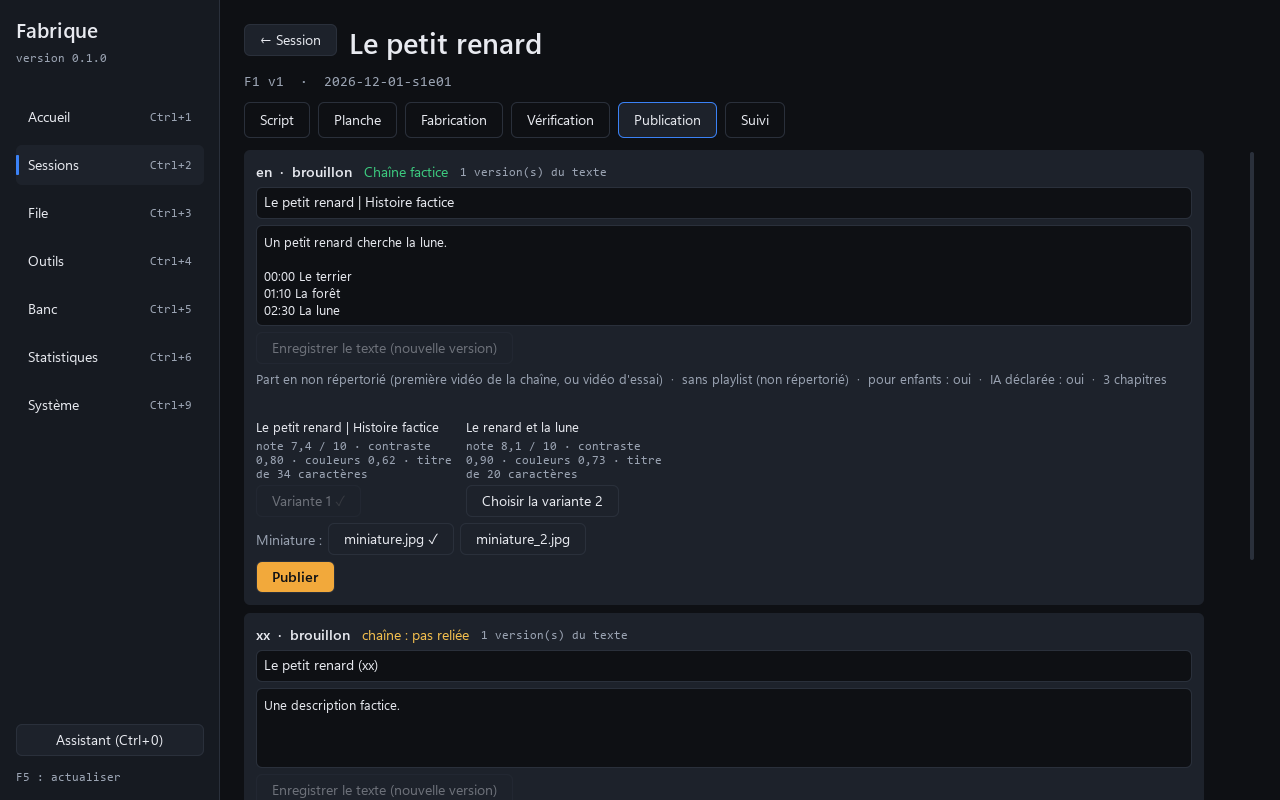 Fabrique
version 0.1.0
Accueil Ctrl+1
Sessions Ctrl+2
File Ctrl+3
Outils Ctrl+4
Banc Ctrl+5
Statistiques Ctrl+6
Système Ctrl+9
Assistant (Ctrl+0)
F5 : actualiser
← Session Le petit renard
F1 v1 · 2026-12-01-s1e01
Script Planche Fabrication Vérification Publication Suivi
en · brouillon Chaîne factice 1 version(s) du texte
Le petit renard | Histoire factice
Un petit renard cherche la lune.
00:00 Le terrier
01:10 La forêt
02:30 La lune
Enregistrer le texte (nouvelle version)
Part en non répertorié (première vidéo de la chaîne, ou vidéo d'essai) · sans playlist (non répertorié) · pour enfants : oui · IA déclarée : oui · 3 chapitres
Le petit renard | Histoire factice
note 7,4 / 10 · contraste
0,80 · couleurs 0,62 · titre
de 34 caractères
Variante 1 ✓
Le renard et la lune
note 8,1 / 10 · contraste
0,90 · couleurs 0,73 · titre
de 20 caractères
Choisir la variante 2
Miniature : miniature.jpg ✓ miniature_2.jpg
Publier
xx · brouillon chaîne : pas reliée 1 version(s) du texte
Le petit renard (xx)
Une description factice.
Enregistrer le texte (nouvelle version)